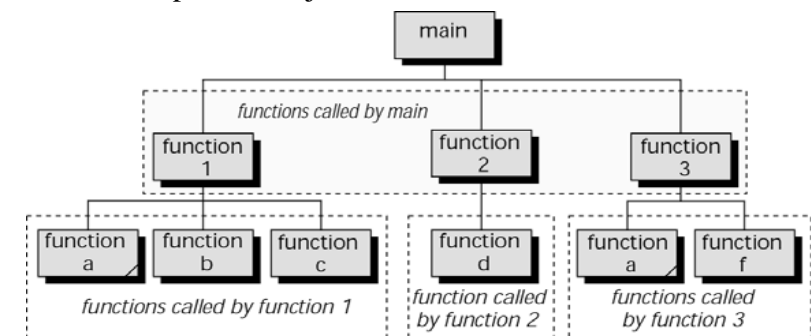 main
functions called by main
function
1
function
2
function
3
function
a
function
b
function
c
function
d
function
a
function
f
functions called by function 1
function called
by function 2
functions called
by function 3